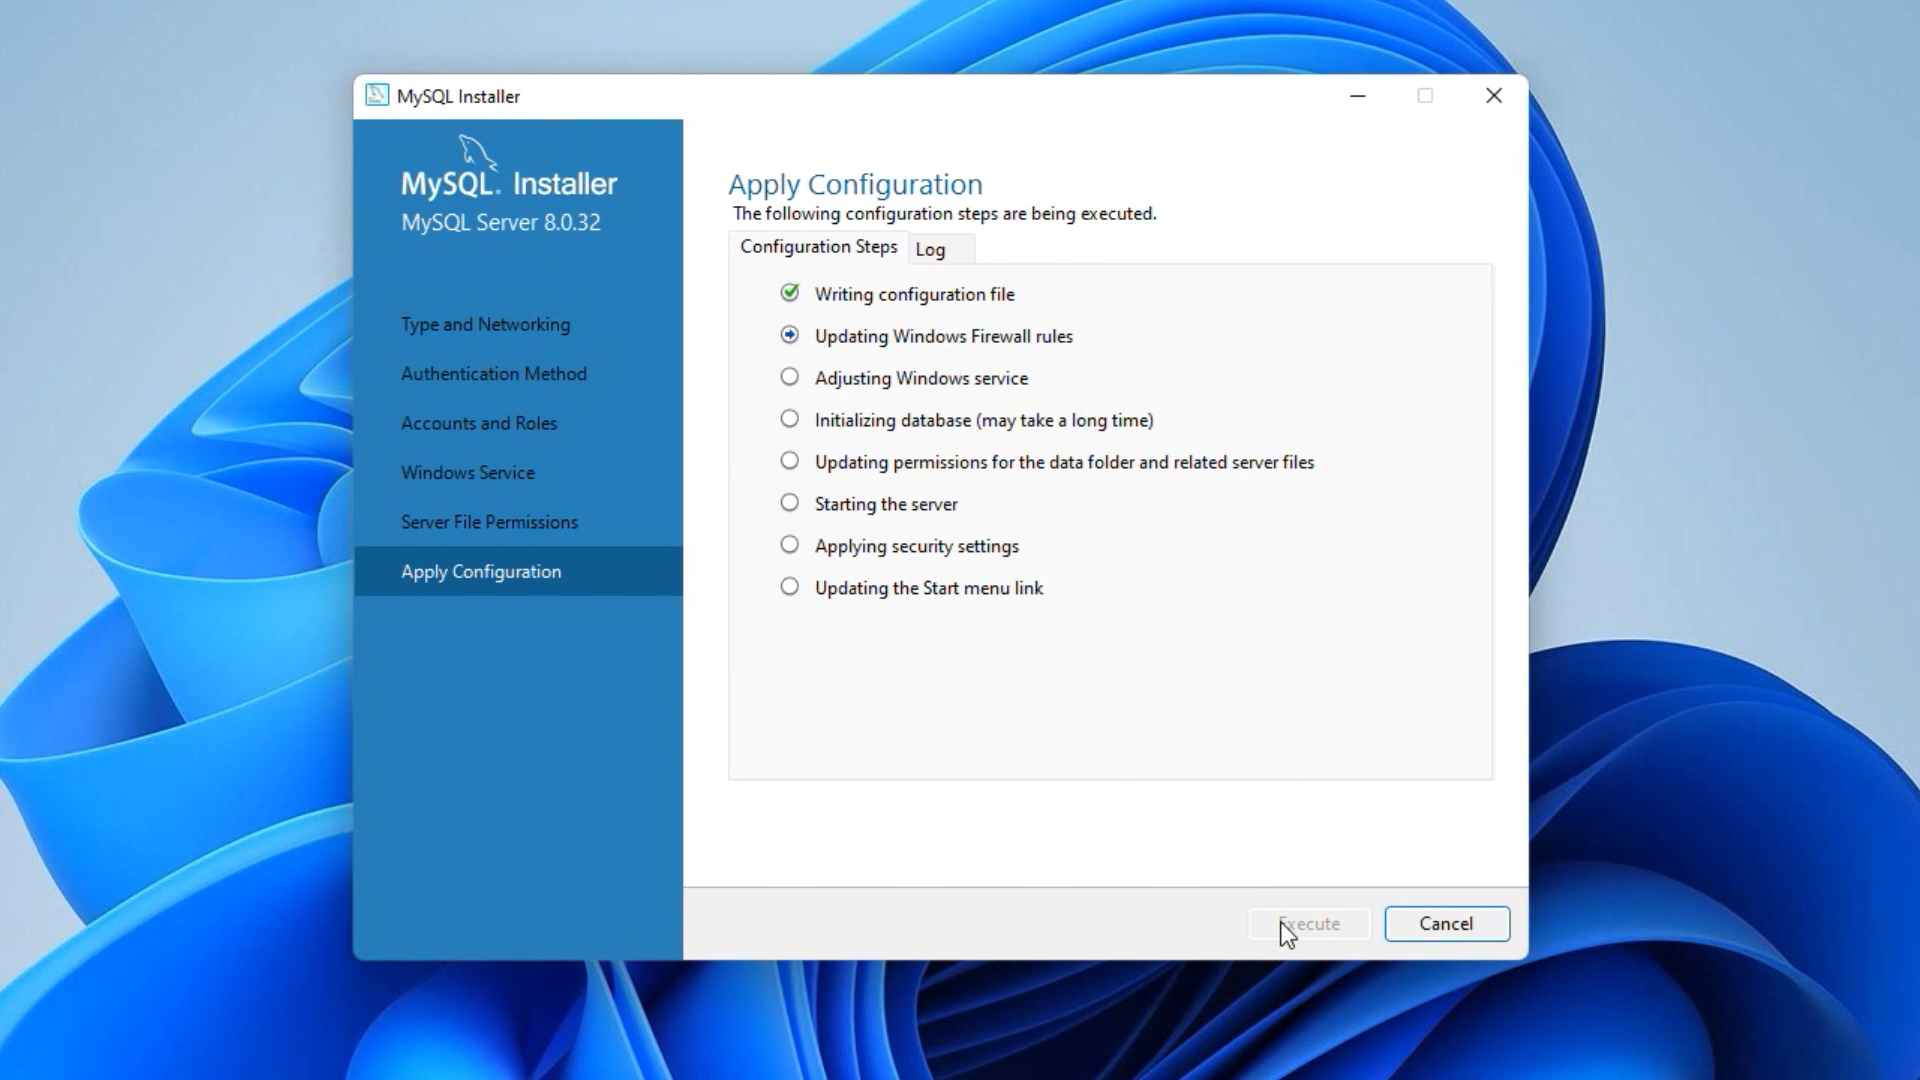 MySQL Installer
MySQL. Installer
MySQL Server 8.0.32
Type and Networking
Authentication Method
Accounts and Roles
Windows Service
Server File Permissions
Apply Configuration
Apply Configuration
The following configuration steps are being executed.
Configuration Steps
Log
Writing configuration file
Updating Windows Firewall rules
Adjusting Windows service
Initializing database (may take a long time)
Updating permissions for the data folder and related server files
Starting the server
Applying security settings
Updating the Start menu link
Execute
Cancel